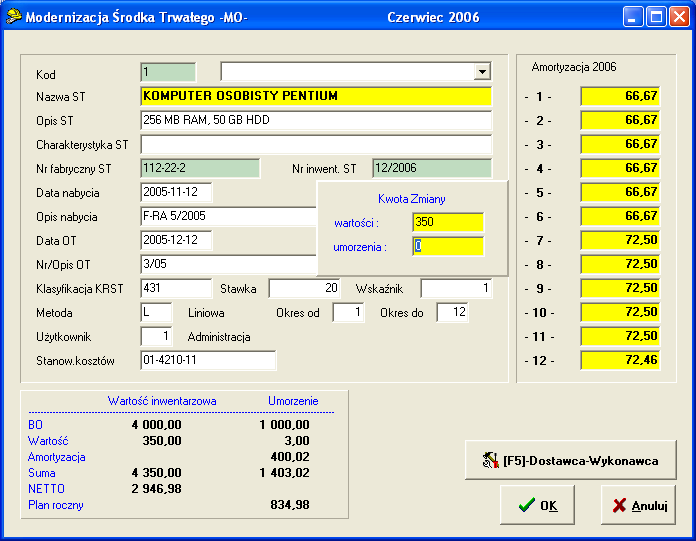 Modernizacja Środka Trwałego -MO- Czerwiec 2006
Kod 1
Nazwa ST KOMPUTER OSOBISTY PENTIUM
Opis ST 256 MB RAM, 50 GB HDD
Charakterystyka ST
Nr fabryczny ST 112-22-2 Nr inwent. ST 12/2006
Data nabycia 2005-11-12
Opis nabycia F-RA 5/2005
Data OT 2005-12-12
Nr/Opis OT 3/05
Klasyfikacja KRST 431 Stawka 20 Wskaźnik 1
Metoda L Liniowa Okres od 1 Okres do 12
Użytkownik 1 Administracja
Stanow.kosztów 01-4210-11
Kwota Zmiany
wartości : 350
umorzenia : 0
Amortyzacja 2006
- 1 - 66,67
- 2 - 66,67
- 3 - 66,67
- 4 - 66,67
- 5 - 66,67
- 6 - 66,67
- 7 - 72,50
- 8 - 72,50
- 9 - 72,50
- 10 - 72,50
- 11 - 72,50
- 12 - 72,46
Wartość inwentarzowa Umorzenie
BO 4 000,00 1 000,00
Wartość 350,00 3,00
Amortyzacja 400,02
Suma 4 350,00 1 403,02
NETTO 2 946,98
Plan roczny 834,98
[F5]-Dostawca-Wykonawca
OK Anuluj